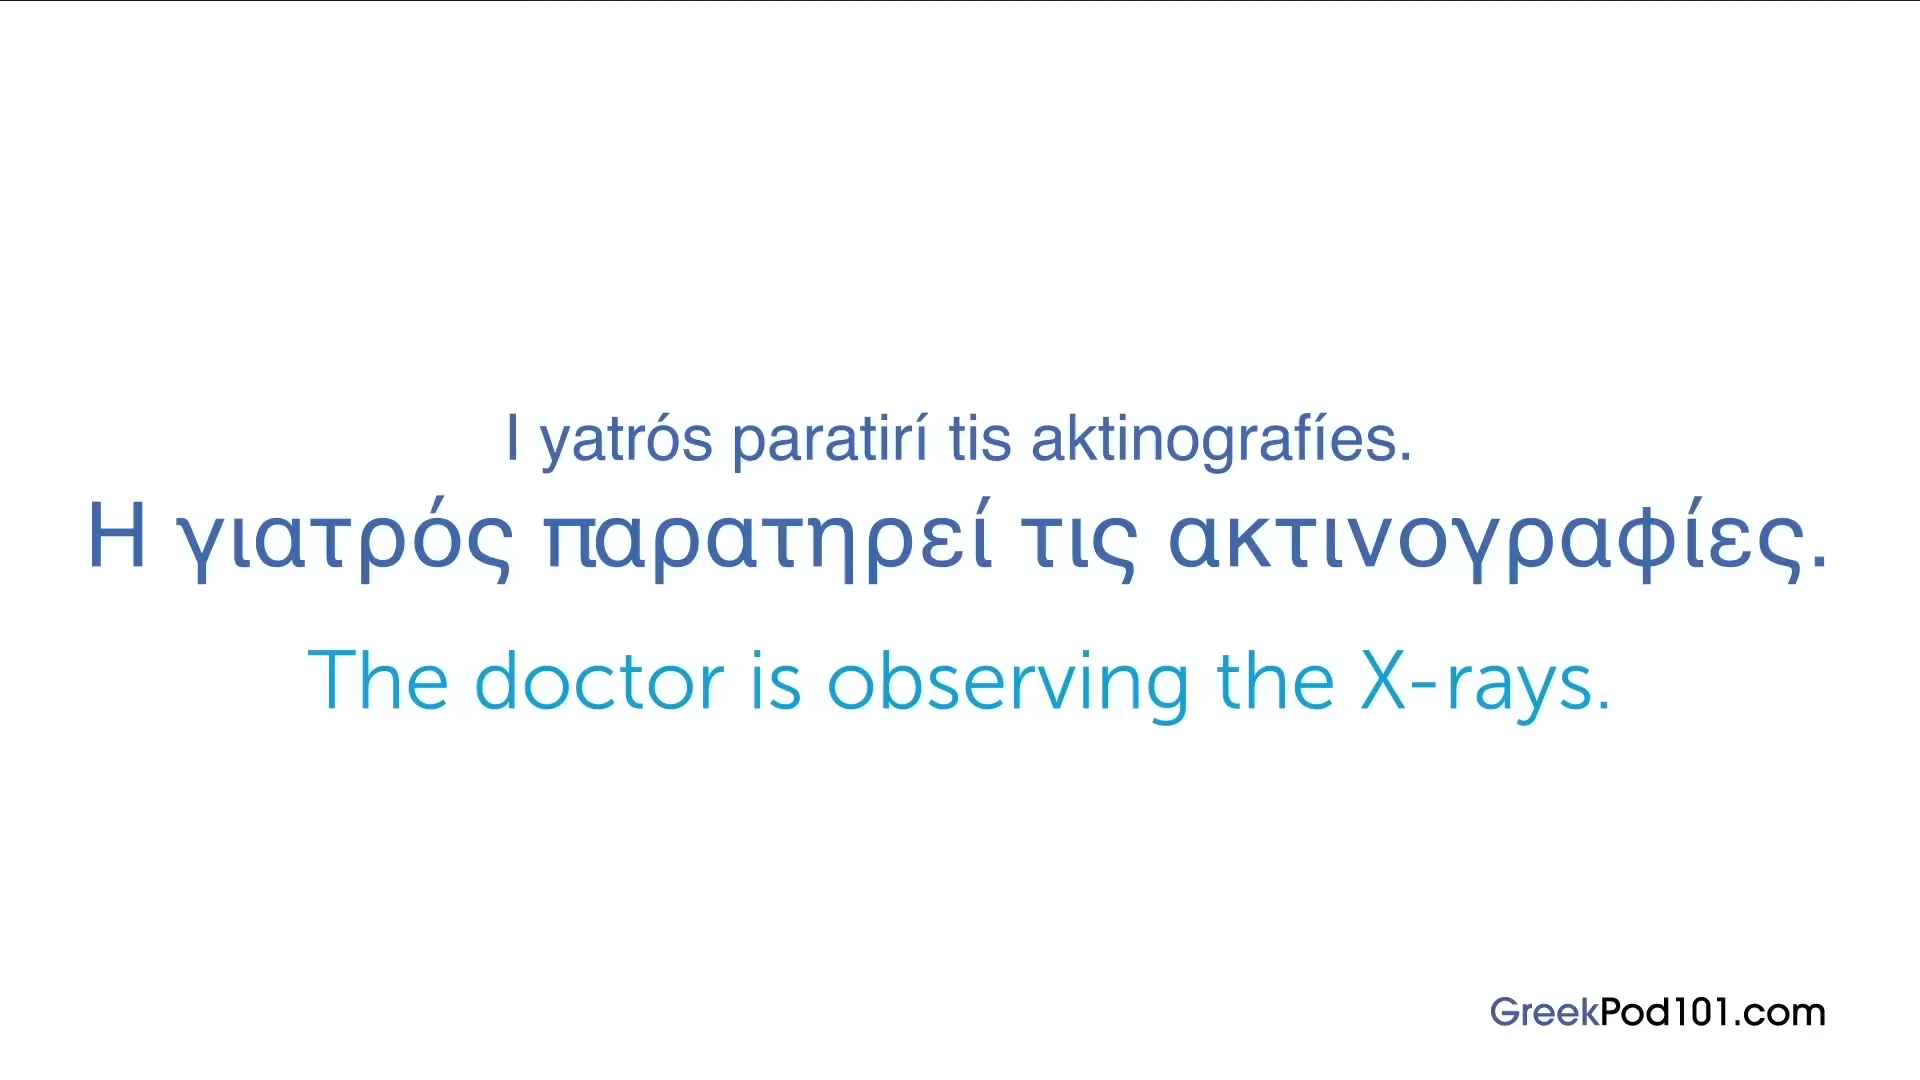 I yatrós paratirí tis aktinografíes.
Η γιατρός παρατηρεί τις ακτινογραφίες.
The doctor is observing the X-rays.
GreekPod101.com